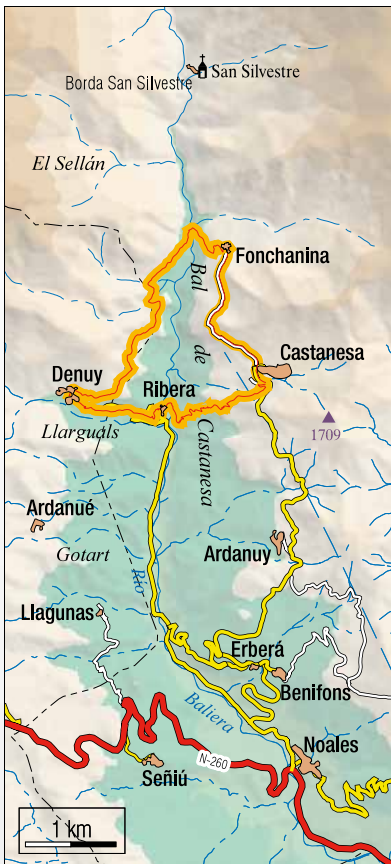 San Silvestre
Borda San Silvestre
El Sellán
Fonchanina
Bal de Castanesa
Castanesa
Denuy
Ribera
Llarguals
1709
Ardanué
Gotart
Ardanuy
Río Baliera
Llagunas
Erberá
Benifons
Noales
N-260
Señiú
1 km